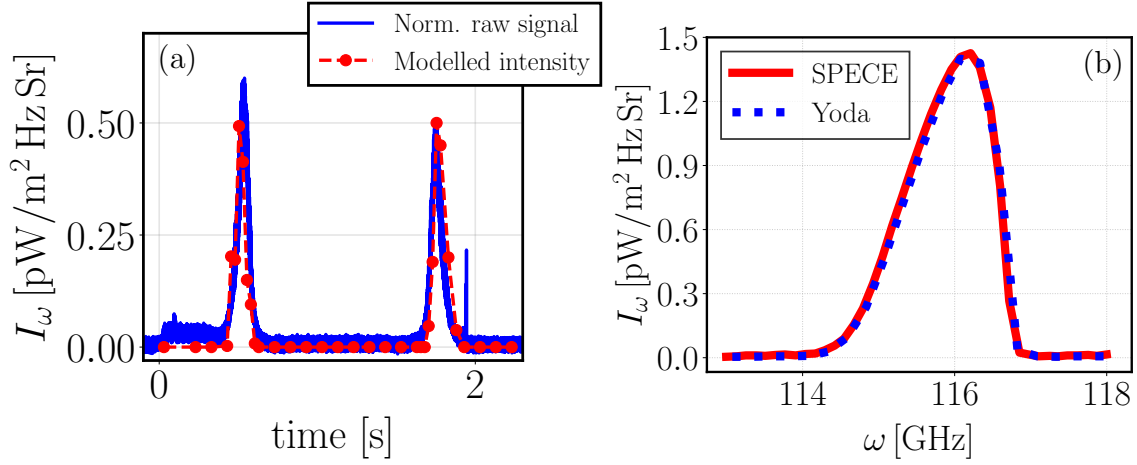 (a)
Norm. raw signal
Modelled intensity
I_ω [pW/m² Hz Sr]
0.50
0.25
0.00
0
2
time [s]
(b)
SPECE
Yoda
I_ω [pW/m² Hz Sr]
1.5
1.2
0.9
0.6
0.3
0.0
114
116
118
ω [GHz]